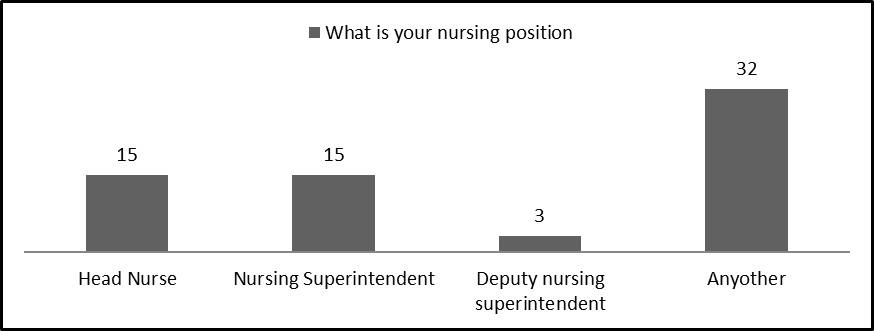 What is your nursing position
32
15
15
3
Head Nurse
Nursing Superintendent
Deputy nursing
superintendent
Anyother